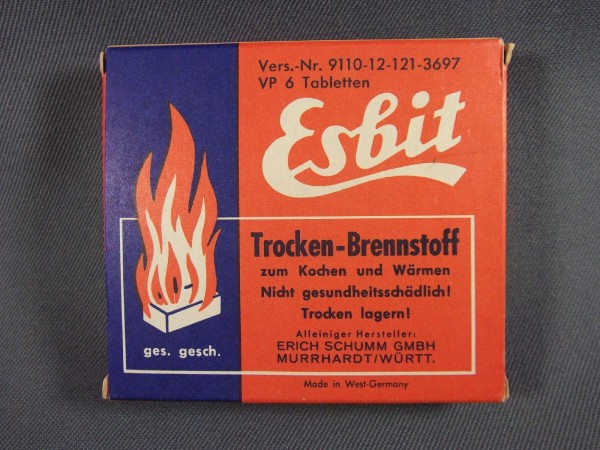 Vers.-Nr. 9110-12-121-3697
VP 6 Tabletten
Esbit
Trocken-Brennstoff
zum Kochen und Wärmen
Nicht gesundheitsschädlich!
Trocken lagern!
Alleiniger Hersteller:
ERICH SCHUMM GMBH
MURRHARDT/WÜRTT.
ges. gesch.
Made in West-Germany